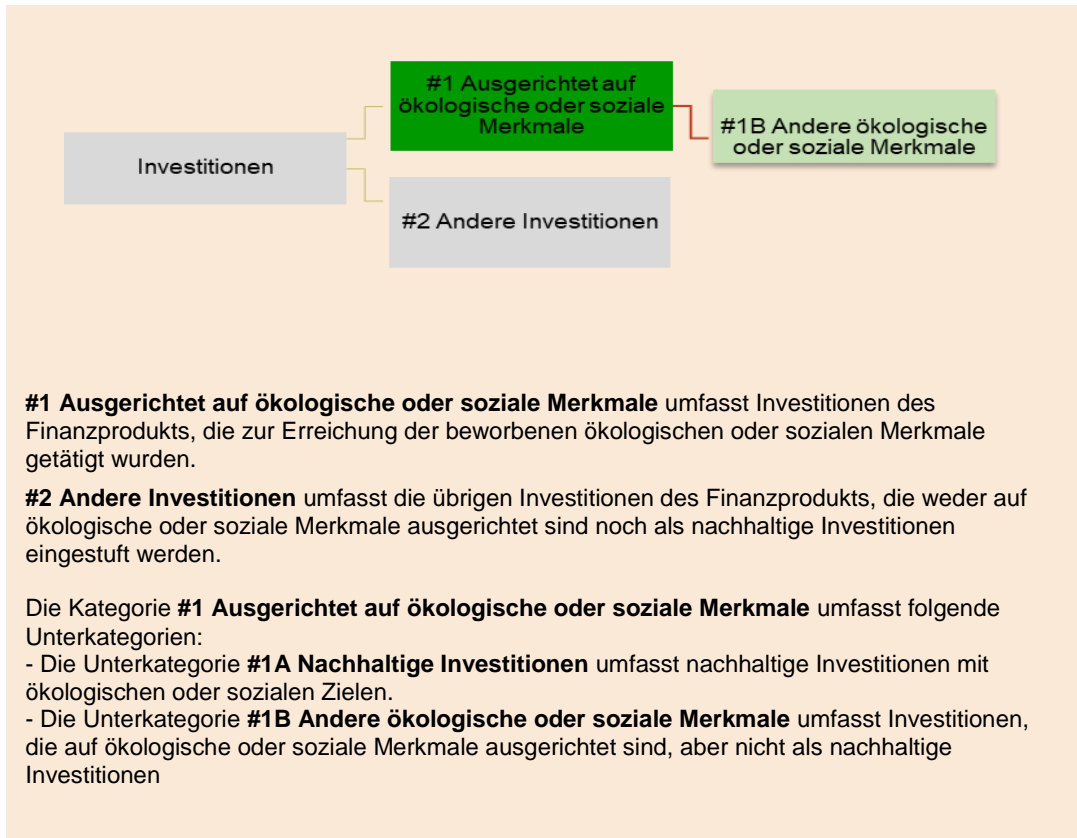 #1 Ausgerichtet auf
ökologische oder soziale
Merkmale
#1B Andere ökologische
oder soziale Merkmale
Investitionen
#2 Andere Investitionen
#1 Ausgerichtet auf ökologische oder soziale Merkmale umfasst Investitionen des
Finanzprodukts, die zur Erreichung der beworbenen ökologischen oder sozialen Merkmale
getätigt wurden.
#2 Andere Investitionen umfasst die übrigen Investitionen des Finanzprodukts, die weder auf
ökologische oder soziale Merkmale ausgerichtet sind noch als nachhaltige Investitionen
eingestuft werden.
Die Kategorie #1 Ausgerichtet auf ökologische oder soziale Merkmale umfasst folgende
Unterkategorien:
- Die Unterkategorie #1A Nachhaltige Investitionen umfasst nachhaltige Investitionen mit
ökologischen oder sozialen Zielen.
- Die Unterkategorie #1B Andere ökologische oder soziale Merkmale umfasst Investitionen,
die auf ökologische oder soziale Merkmale ausgerichtet sind, aber nicht als nachhaltige
Investitionen